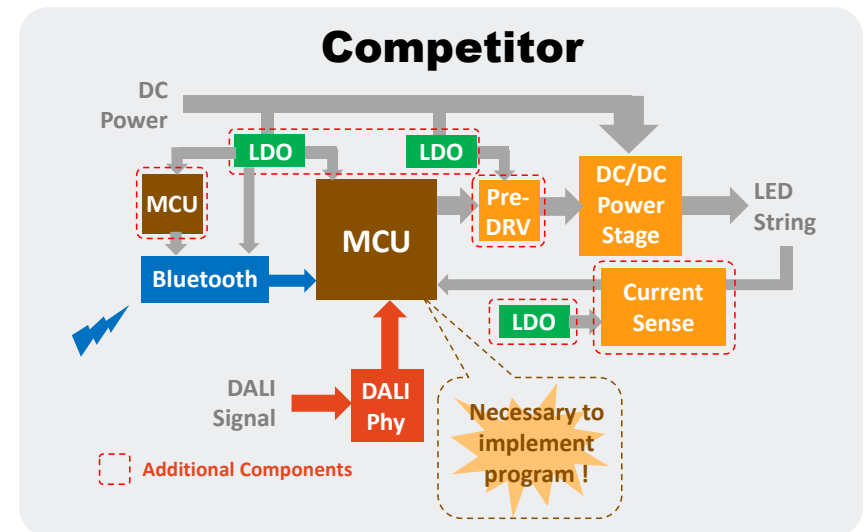 Competitor
DC
Power
LDO
LDO
MCU
MCU
Pre-
DRV
DC/DC
Power
Stage
LED
String
Bluetooth
LDO
Current
Sense
DALI
Signal
DALI
Phy
Necessary to
implement
program !
Additional Components